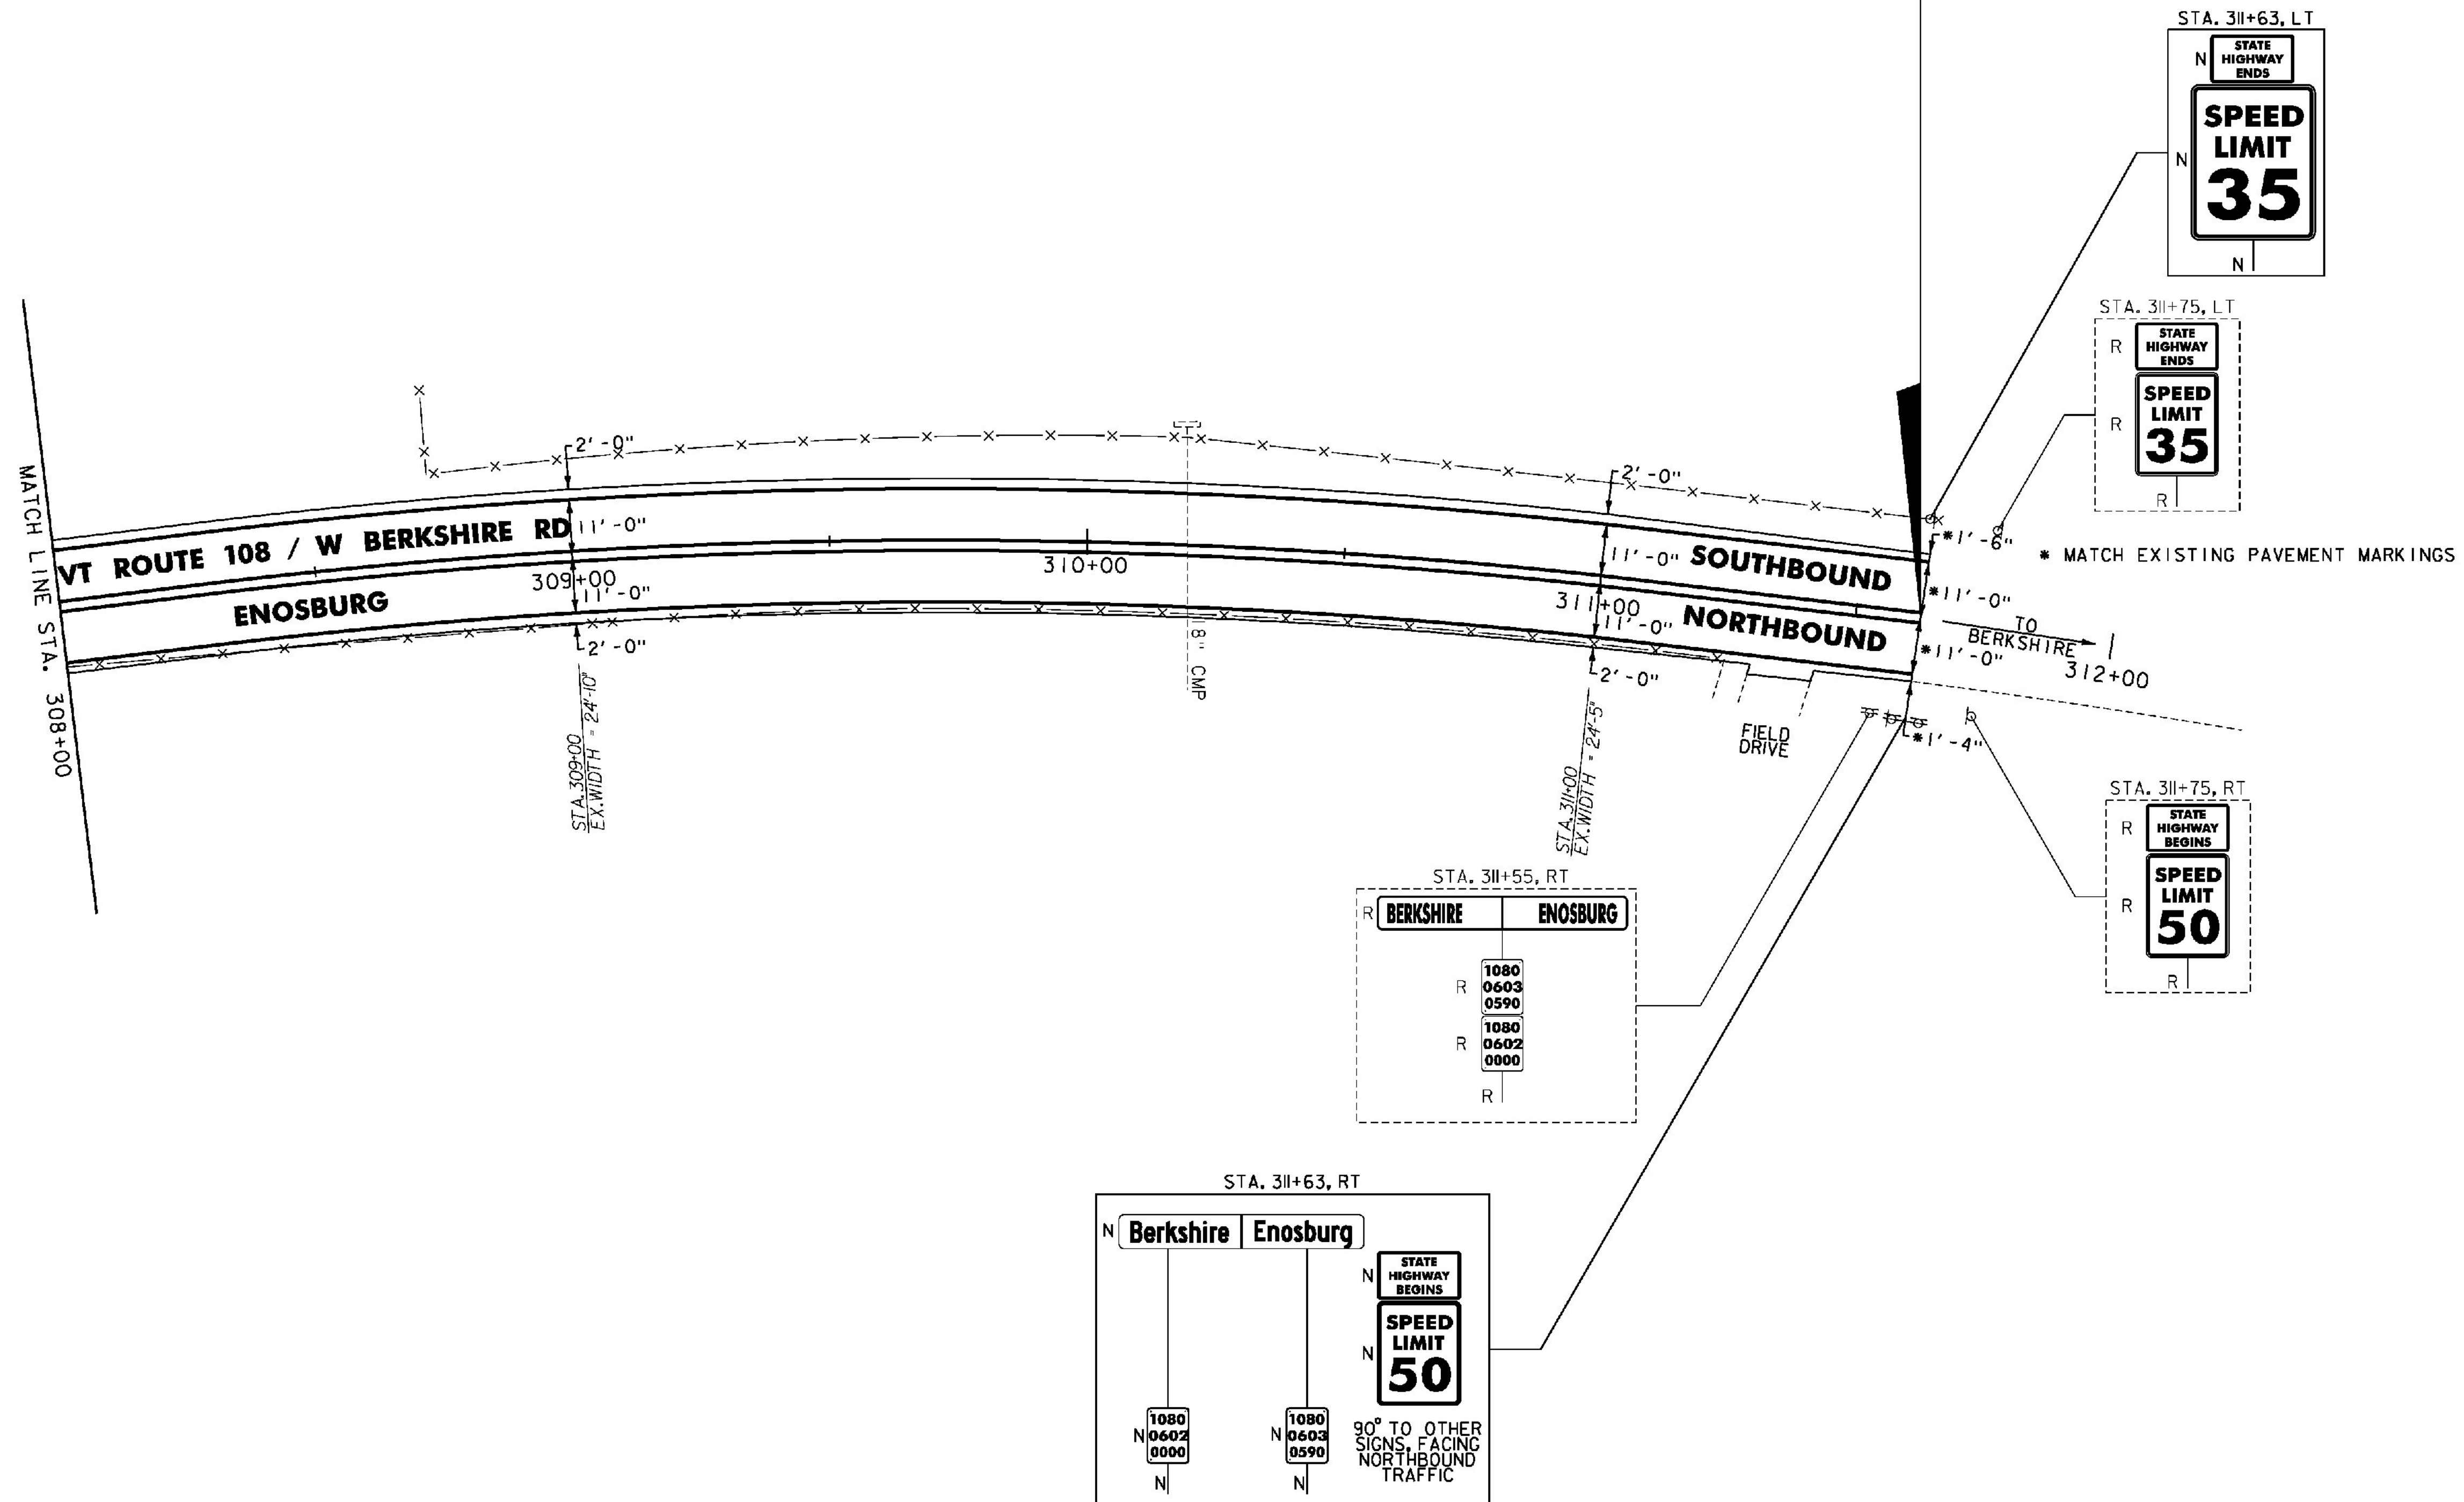 STA. 311+63, LT
N
STATE
HIGHWAY
ENDS
N
SPEED
LIMIT
35
N
STA. 311+75, LT
R
STATE
HIGHWAY
ENDS
R
SPEED
LIMIT
35
R
MATCH LINE STA. 308+00
2'-0"
11'-0"
VT ROUTE 108 / W BERKSHIRE RD
ENOSBURG
309+00
11'-0"
2'-0"
STA.309+00
EX.WIDTH = 24'-10"
310+00
18" CMP
2'-0"
11'-0"
SOUTHBOUND
311+00
11'-0"
NORTHBOUND
2'-0"
STA.311+00
EX.WIDTH = 24'-5"
FIELD
DRIVE
*1'-6"
* MATCH EXISTING PAVEMENT MARKINGS
*11'-0"
TO
BERKSHIRE
*11'-0"
312+00
*1'-4"
STA. 311+75, RT
R
STATE
HIGHWAY
BEGINS
R
SPEED
LIMIT
50
R
STA. 311+55, RT
R BERKSHIRE ENOSBURG
R
1080
0603
0590
R
1080
0602
0000
R
STA. 311+63, RT
N Berkshire Enosburg
N
STATE
HIGHWAY
BEGINS
N
SPEED
LIMIT
50
N
1080
0602
0000
N
N
1080
0603
0590
N
90° TO OTHER
SIGNS, FACING
NORTHBOUND
TRAFFIC